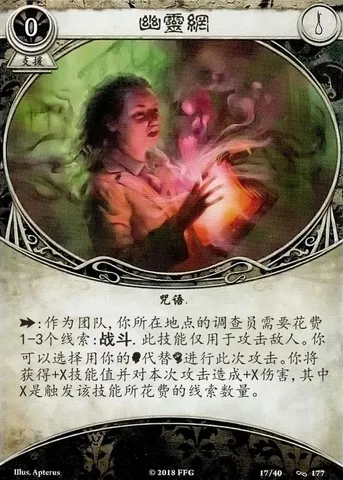 幽靈網
0
支援
咒语.
:作为团队,你所在地点的调查员需要花费
1-3个线索:战斗. 此技能仅用于攻击敌人。你
可以选择用你的代替进行此次攻击。你将
获得+X技能值并对本次攻击造成+X伤害,其中
X是触发该技能所花费的线索数量。
Illus. Apterus
© 2018 FFG
17/40
177